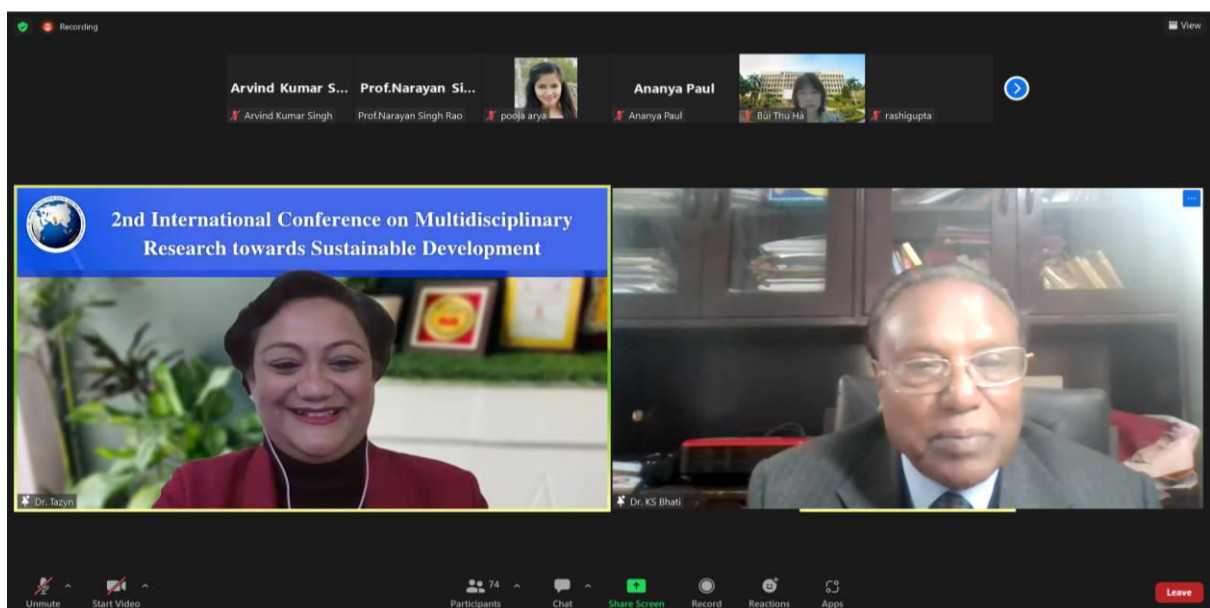 Recording
View
Arvind Kumar S...
Prof.Narayan Si...
Ananya Paul
Arvind Kumar Singh
Prof.Narayan Singh Rao
pooja arya
Ananya Paul
Bùi Thu Hà
rashigupta
2nd International Conference on Multidisciplinary
Research towards Sustainable Development
Dr. Tazyn
Dr. KS Bhati
Unmute
Start Video
74
Participants
Chat
Share Screen
Record
Reactions
Apps
Leave